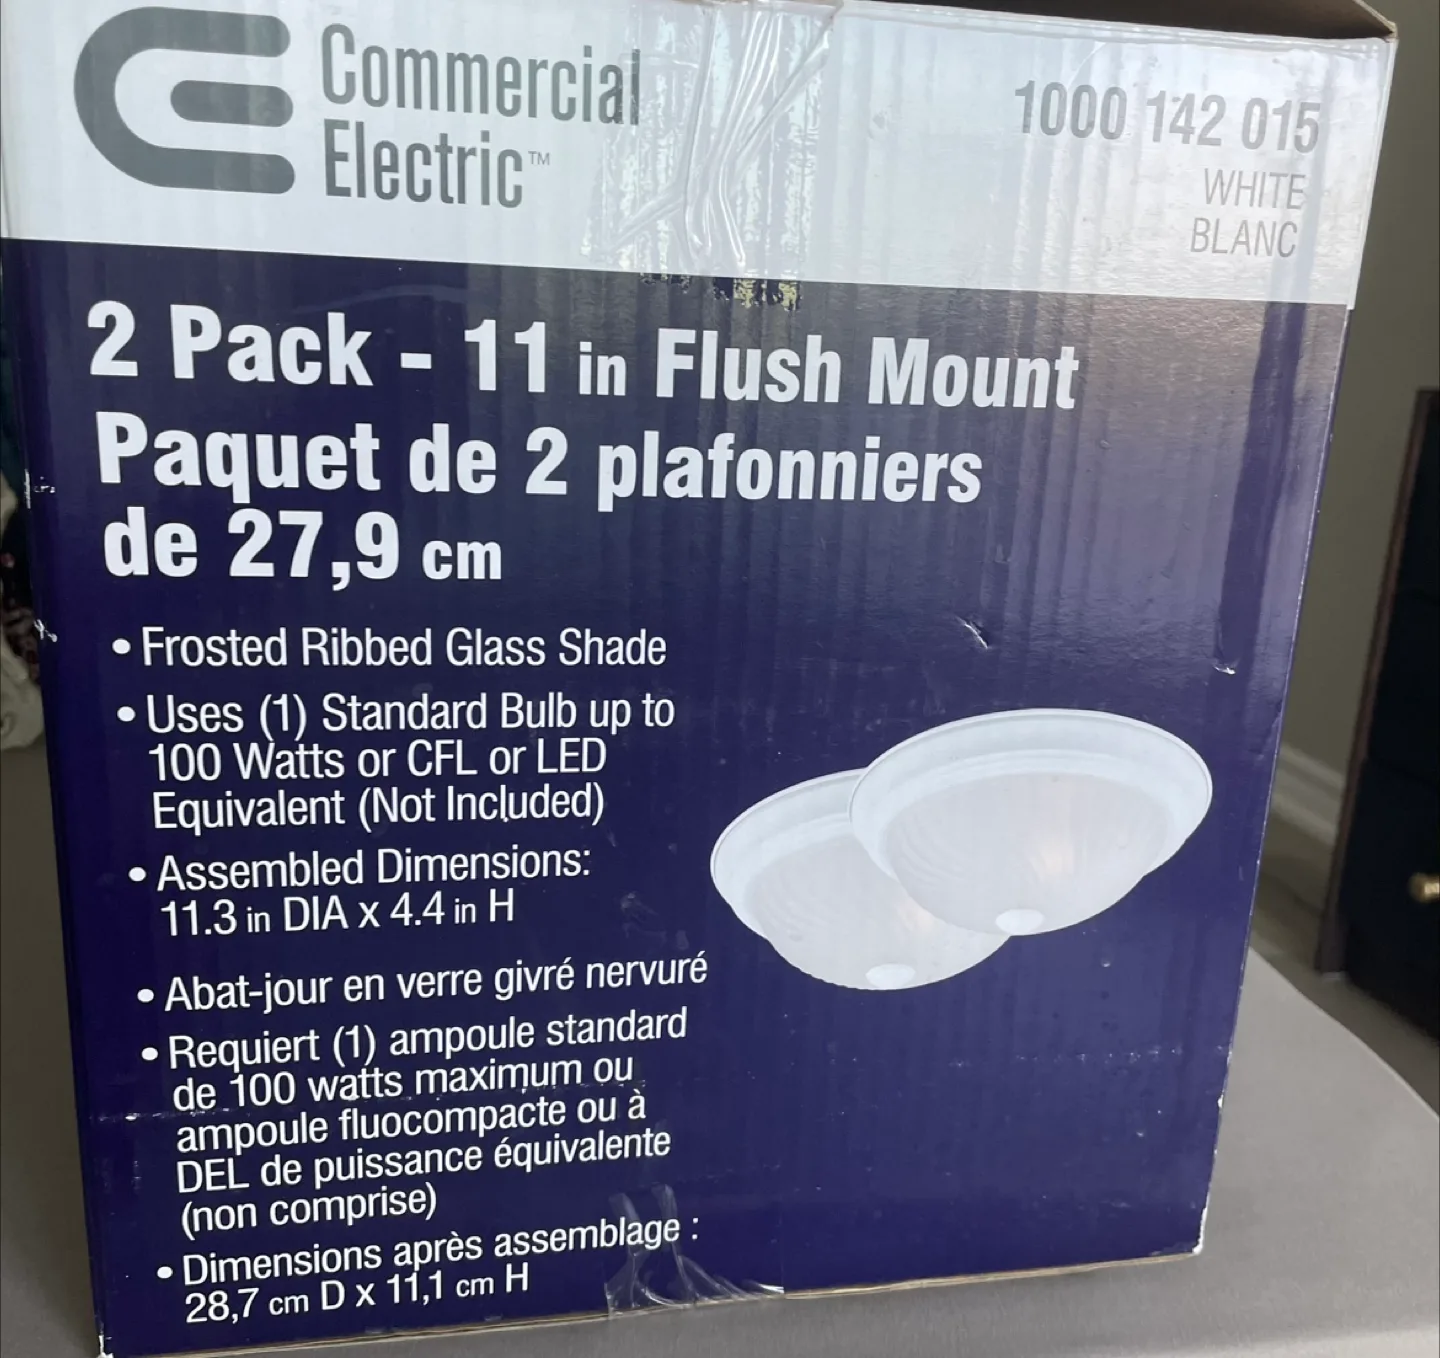 Commercial
Electric™
1000 142 015
WHITE
BLANC
2 Pack - 11 in Flush Mount
Paquet de 2 plafonniers
de 27,9 cm
• Frosted Ribbed Glass Shade
• Uses (1) Standard Bulb up to
100 Watts or CFL or LED
Equivalent (Not Included)
• Assembled Dimensions:
11.3 in DIA x 4.4 in H
• Abat-jour en verre givré nervuré
• Requiert (1) ampoule standard
de 100 watts maximum ou
ampoule fluocompacte ou à
DEL de puissance équivalente
(non comprise)
• Dimensions après assemblage :
28,7 cm D x 11,1 cm H